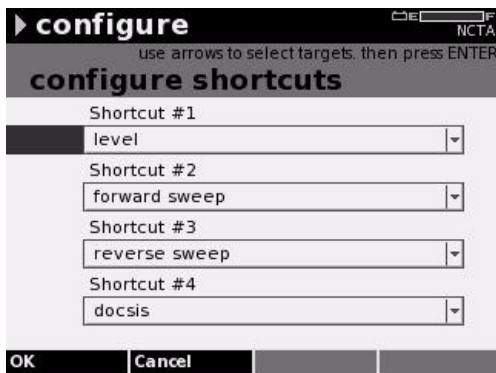 configure
E F
NCTA
use arrows to select targets. then press ENTER
configure shortcuts
Shortcut #1
level
Shortcut #2
forward sweep
Shortcut #3
reverse sweep
Shortcut #4
docsis
OK Cancel